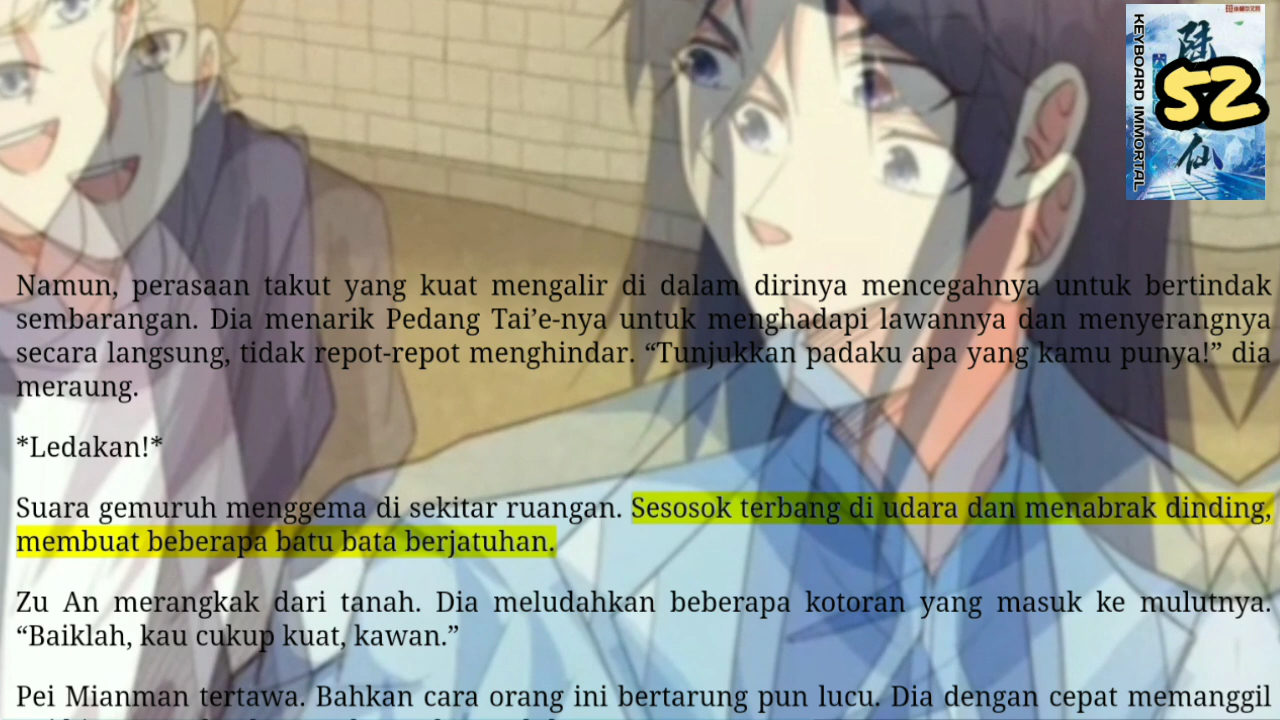 KEYBOARD IMMORTAL
陆
52
仙
Namun, perasaan takut yang kuat mengalir di dalam dirinya mencegahnya untuk bertindak
sembarangan. Dia menarik Pedang Tai’e-nya untuk menghadapi lawannya dan menyerangnya
secara langsung, tidak repot-repot menghindar. “Tunjukkan padaku apa yang kamu punya!” dia
meraung.
*Ledakan!*
Suara gemuruh menggema di sekitar ruangan. Sesosok terbang di udara dan menabrak dinding,
membuat beberapa batu bata berjatuhan.
Zu An merangkak dari tanah. Dia meludahkan beberapa kotoran yang masuk ke mulutnya.
“Baiklah, kau cukup kuat, kawan.”
Pei Mianman tertawa. Bahkan cara orang ini bertarung pun lucu. Dia dengan cepat memanggil